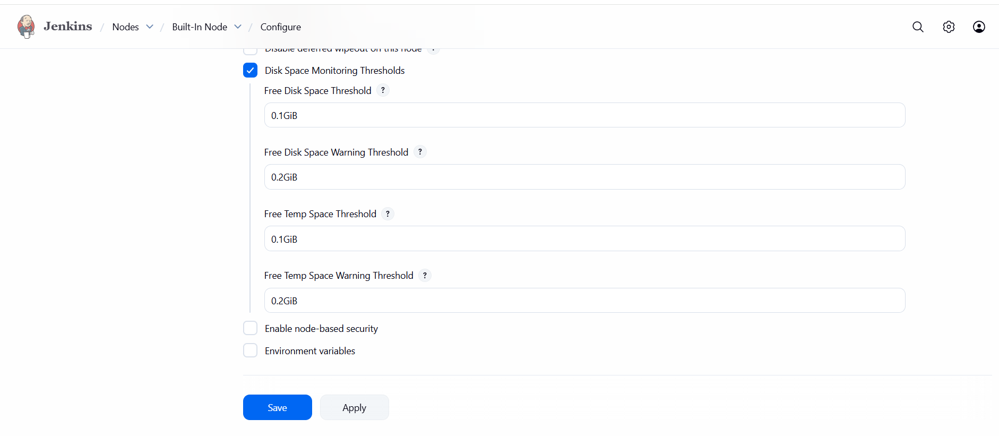 Jenkins / Nodes / Built-In Node / Configure
Disable deferred wipeout on this node ?
Disk Space Monitoring Thresholds
Free Disk Space Threshold ?
0.1GiB
Free Disk Space Warning Threshold ?
0.2GiB
Free Temp Space Threshold ?
0.1GiB
Free Temp Space Warning Threshold ?
0.2GiB
Enable node-based security
Environment variables
Save Apply